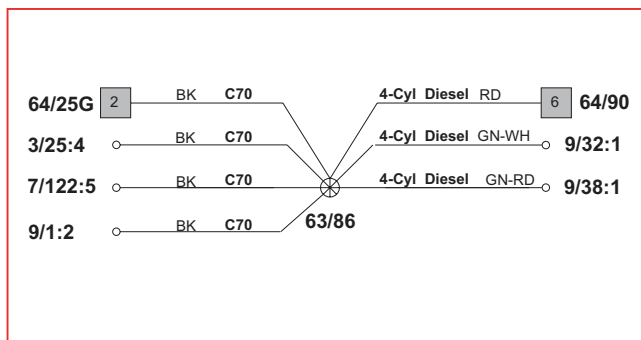 64/25G 2 BK C70 4-Cyl Diesel RD 6 64/90
3/25:4 BK C70 4-Cyl Diesel GN-WH 9/32:1
7/122:5 BK C70 4-Cyl Diesel GN-RD 9/38:1
9/1:2 BK C70 63/86